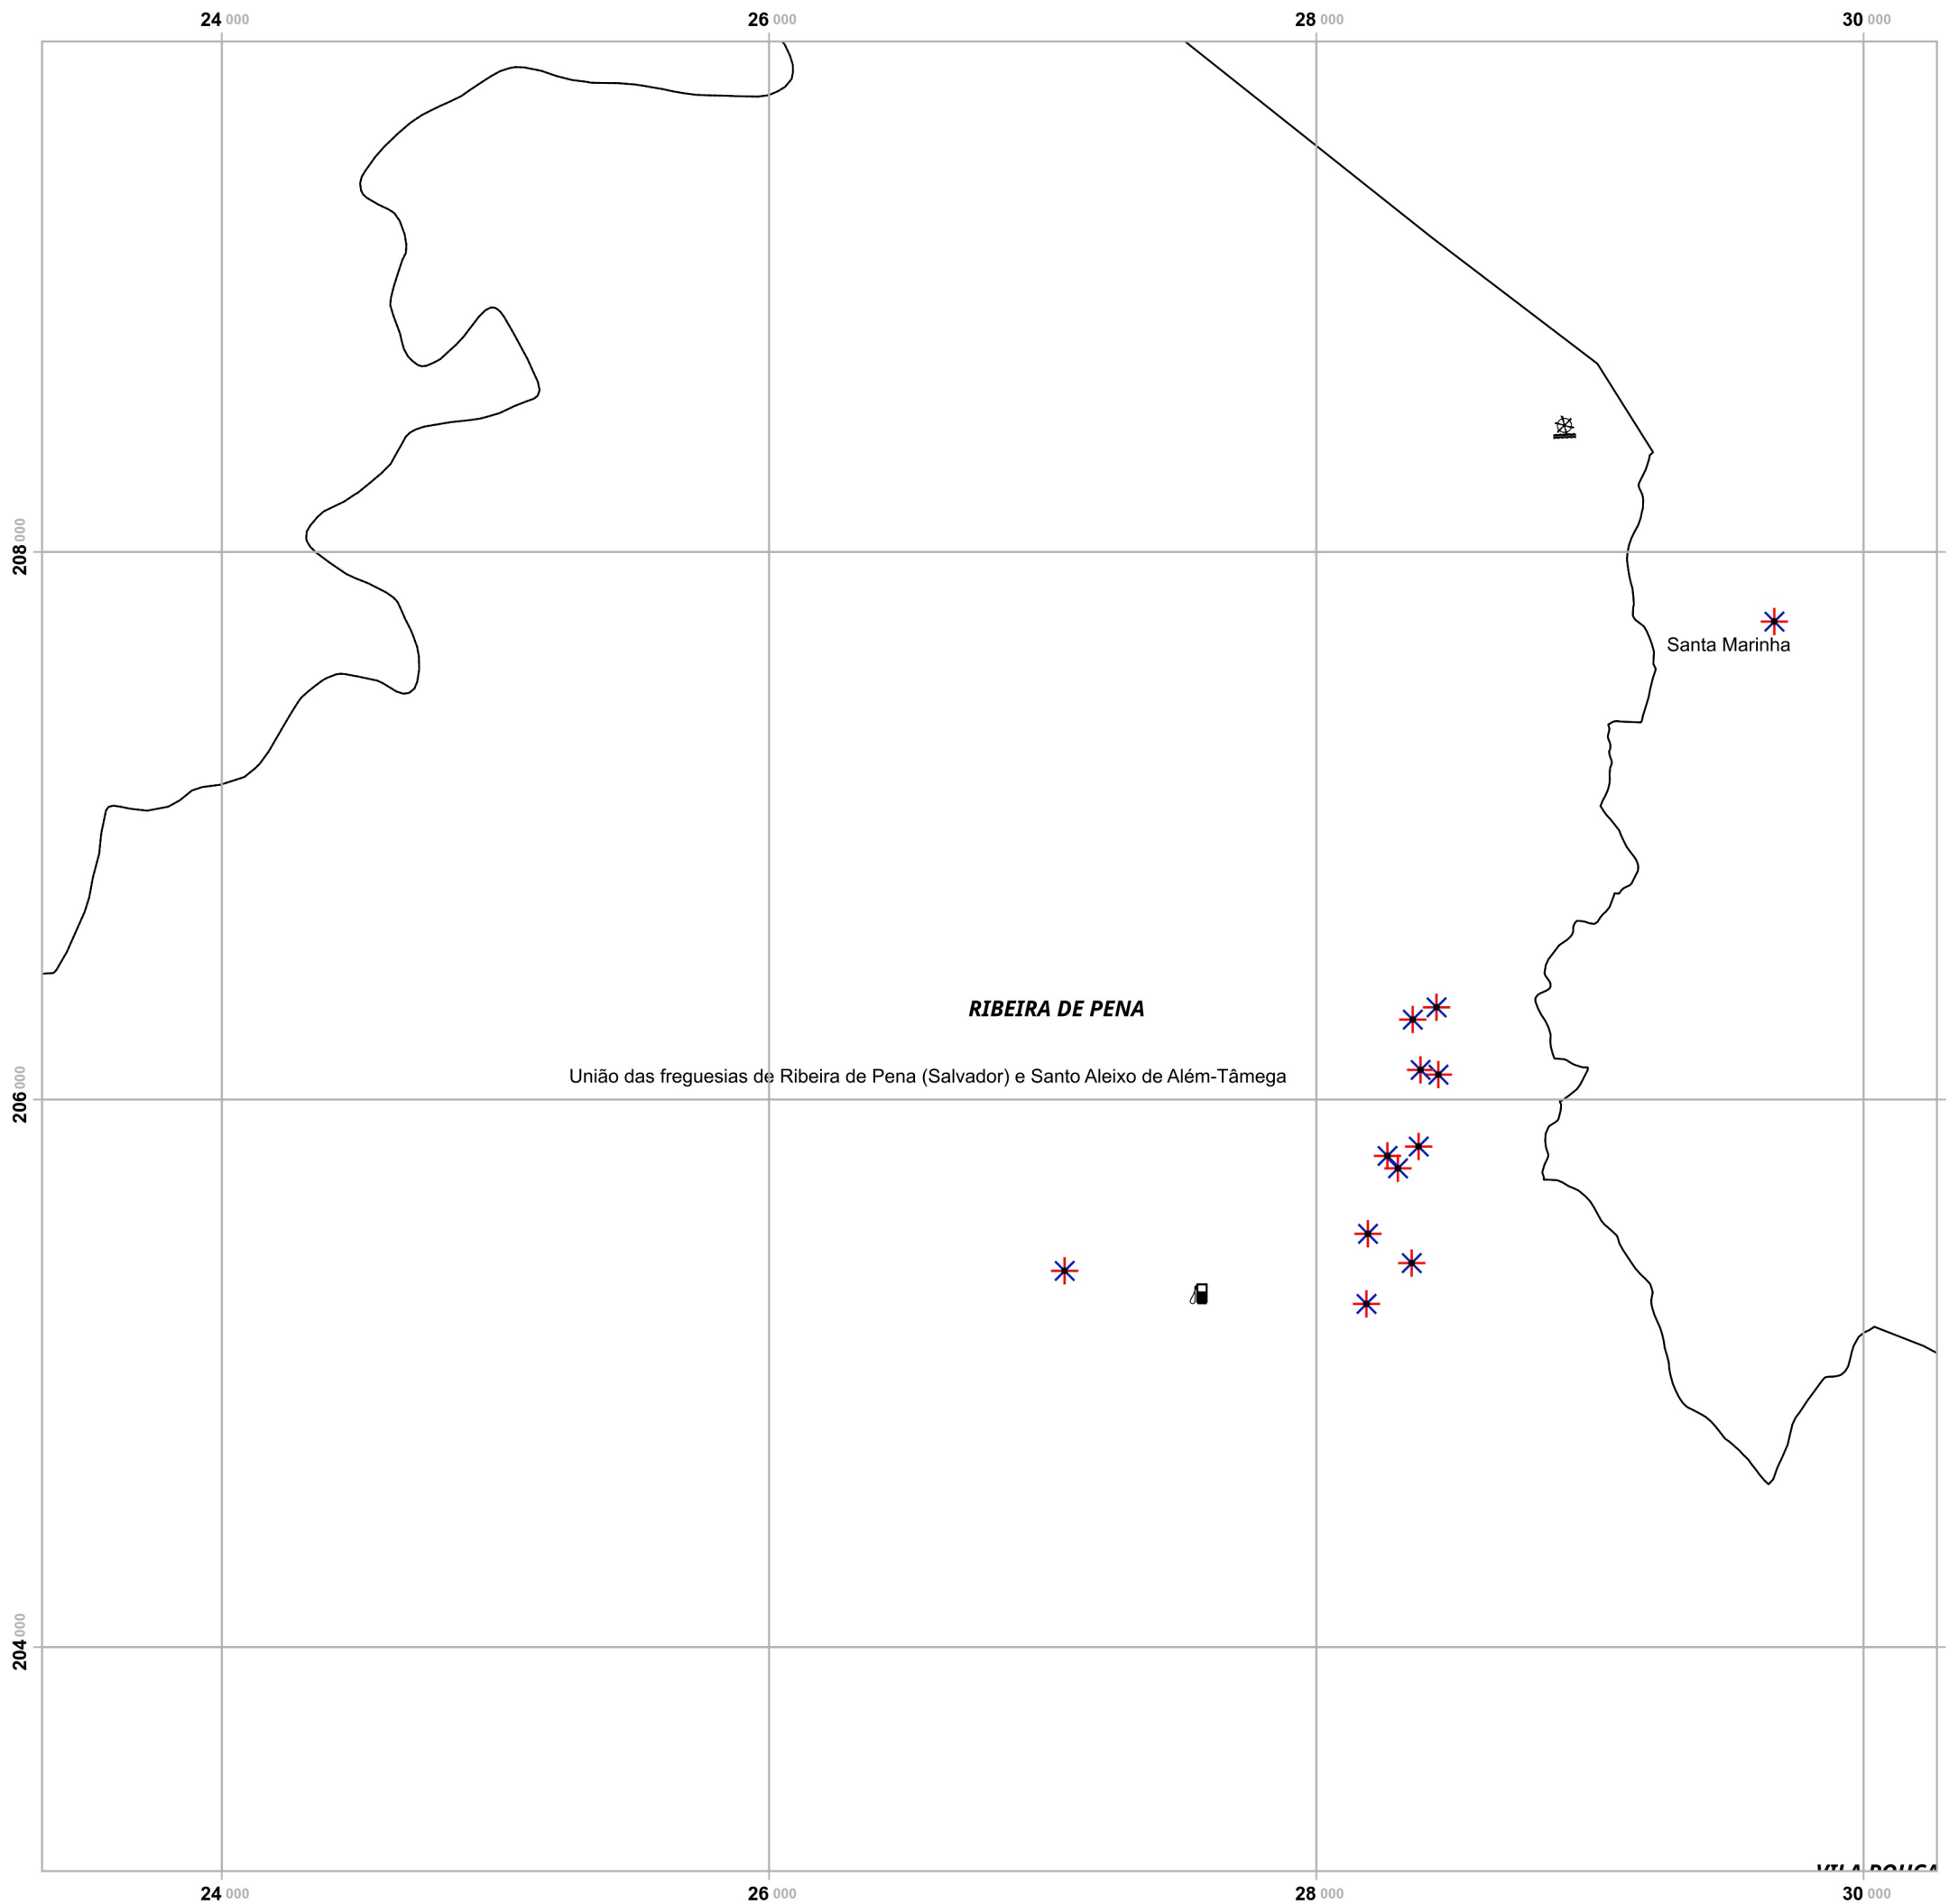 24 000 26 000 28 000 30 000
208 000
Santa Marinha
RIBEIRA DE PENA
União das freguesias de Ribeira de Pena (Salvador) e Santo Aleixo de Além-Tâmega
206 000
204 000
VILA POUCA
24 000 26 000 28 000 30 000